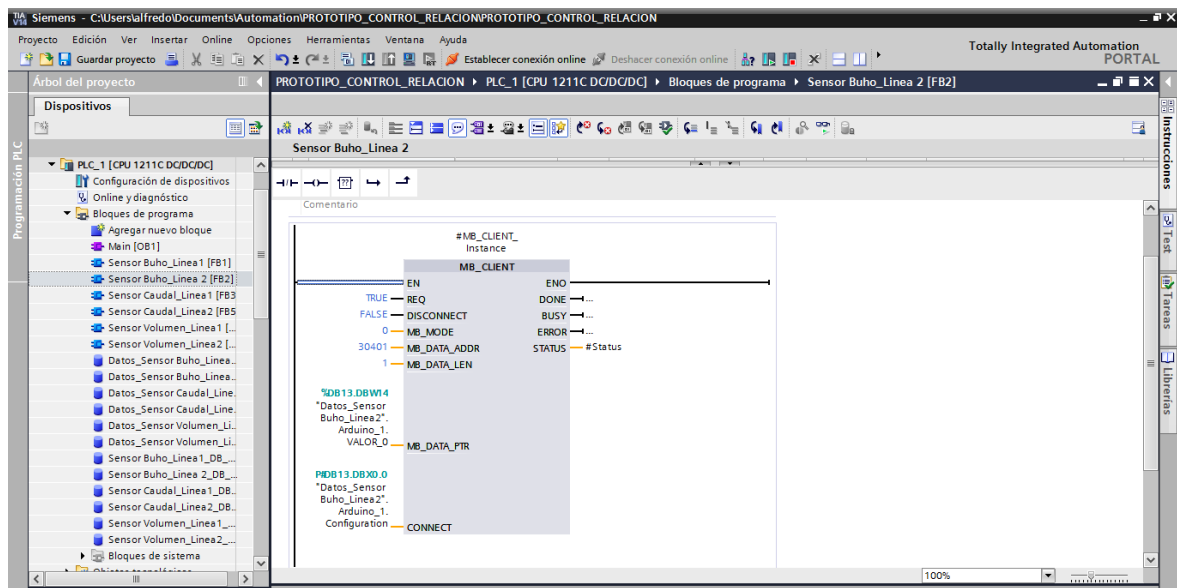 TIA V14 Siemens - C:\Users\alfredo\Documents\Automation\PROTOTIPO_CONTROL_RELACION\PROTOTIPO_CONTROL_RELACION
Proyecto Edición Ver Insertar Online Opciones Herramientas Ventana Ayuda
Guardar proyecto Establecer conexión online Deshacer conexión online
Totally Integrated Automation
PORTAL
Árbol del proyecto
PROTOTIPO_CONTROL_RELACION PLC_1 [CPU 1211C DC/DC/DC] Bloques de programa Sensor Buho_Linea 2 [FB2]
Dispositivos
Programación PLC
PLC_1 [CPU 1211C DC/DC/DC]
Configuración de dispositivos
Online y diagnóstico
Bloques de programa
Agregar nuevo bloque
Main [OB1]
Sensor Buho_Linea1 [FB1]
Sensor Buho_Linea 2 [FB2]
Sensor Caudal_Linea1 [FB3
Sensor Caudal_Linea2 [FB5
Sensor Volumen_Linea1 [...
Sensor Volumen_Linea2 [...
Datos_Sensor Buho_Linea..
Datos_Sensor Buho_Linea..
Datos_Sensor Caudal_Line.
Datos_Sensor Caudal_Line.
Datos_Sensor Volumen_Li..
Datos_Sensor Volumen_Li..
Sensor Buho_Linea1_DB_...
Sensor Buho_Linea 2_DB_...
Sensor Caudal_Linea1_DB..
Sensor Caudal_Linea2_DB..
Sensor Volumen_Linea1_...
Sensor Volumen_Linea2_...
Bloques de sistema
Sensor Buho_Linea 2
??
Comentario
#MB_CLIENT_
Instance
MB_CLIENT
EN ENO
TRUE REQ DONE ...
FALSE DISCONNECT BUSY ...
0 MB_MODE ERROR ...
30401 MB_DATA_ADDR STATUS #Status
1 MB_DATA_LEN
%DB13.DBW14
"Datos_Sensor
Buho_Linea2".
Arduino_1.
VALOR_0 MB_DATA_PTR
P#DB13.DBX0.0
"Datos_Sensor
Buho_Linea2".
Arduino_1.
Configuration CONNECT
100%
Instrucciones
Test
Tareas
Librerías